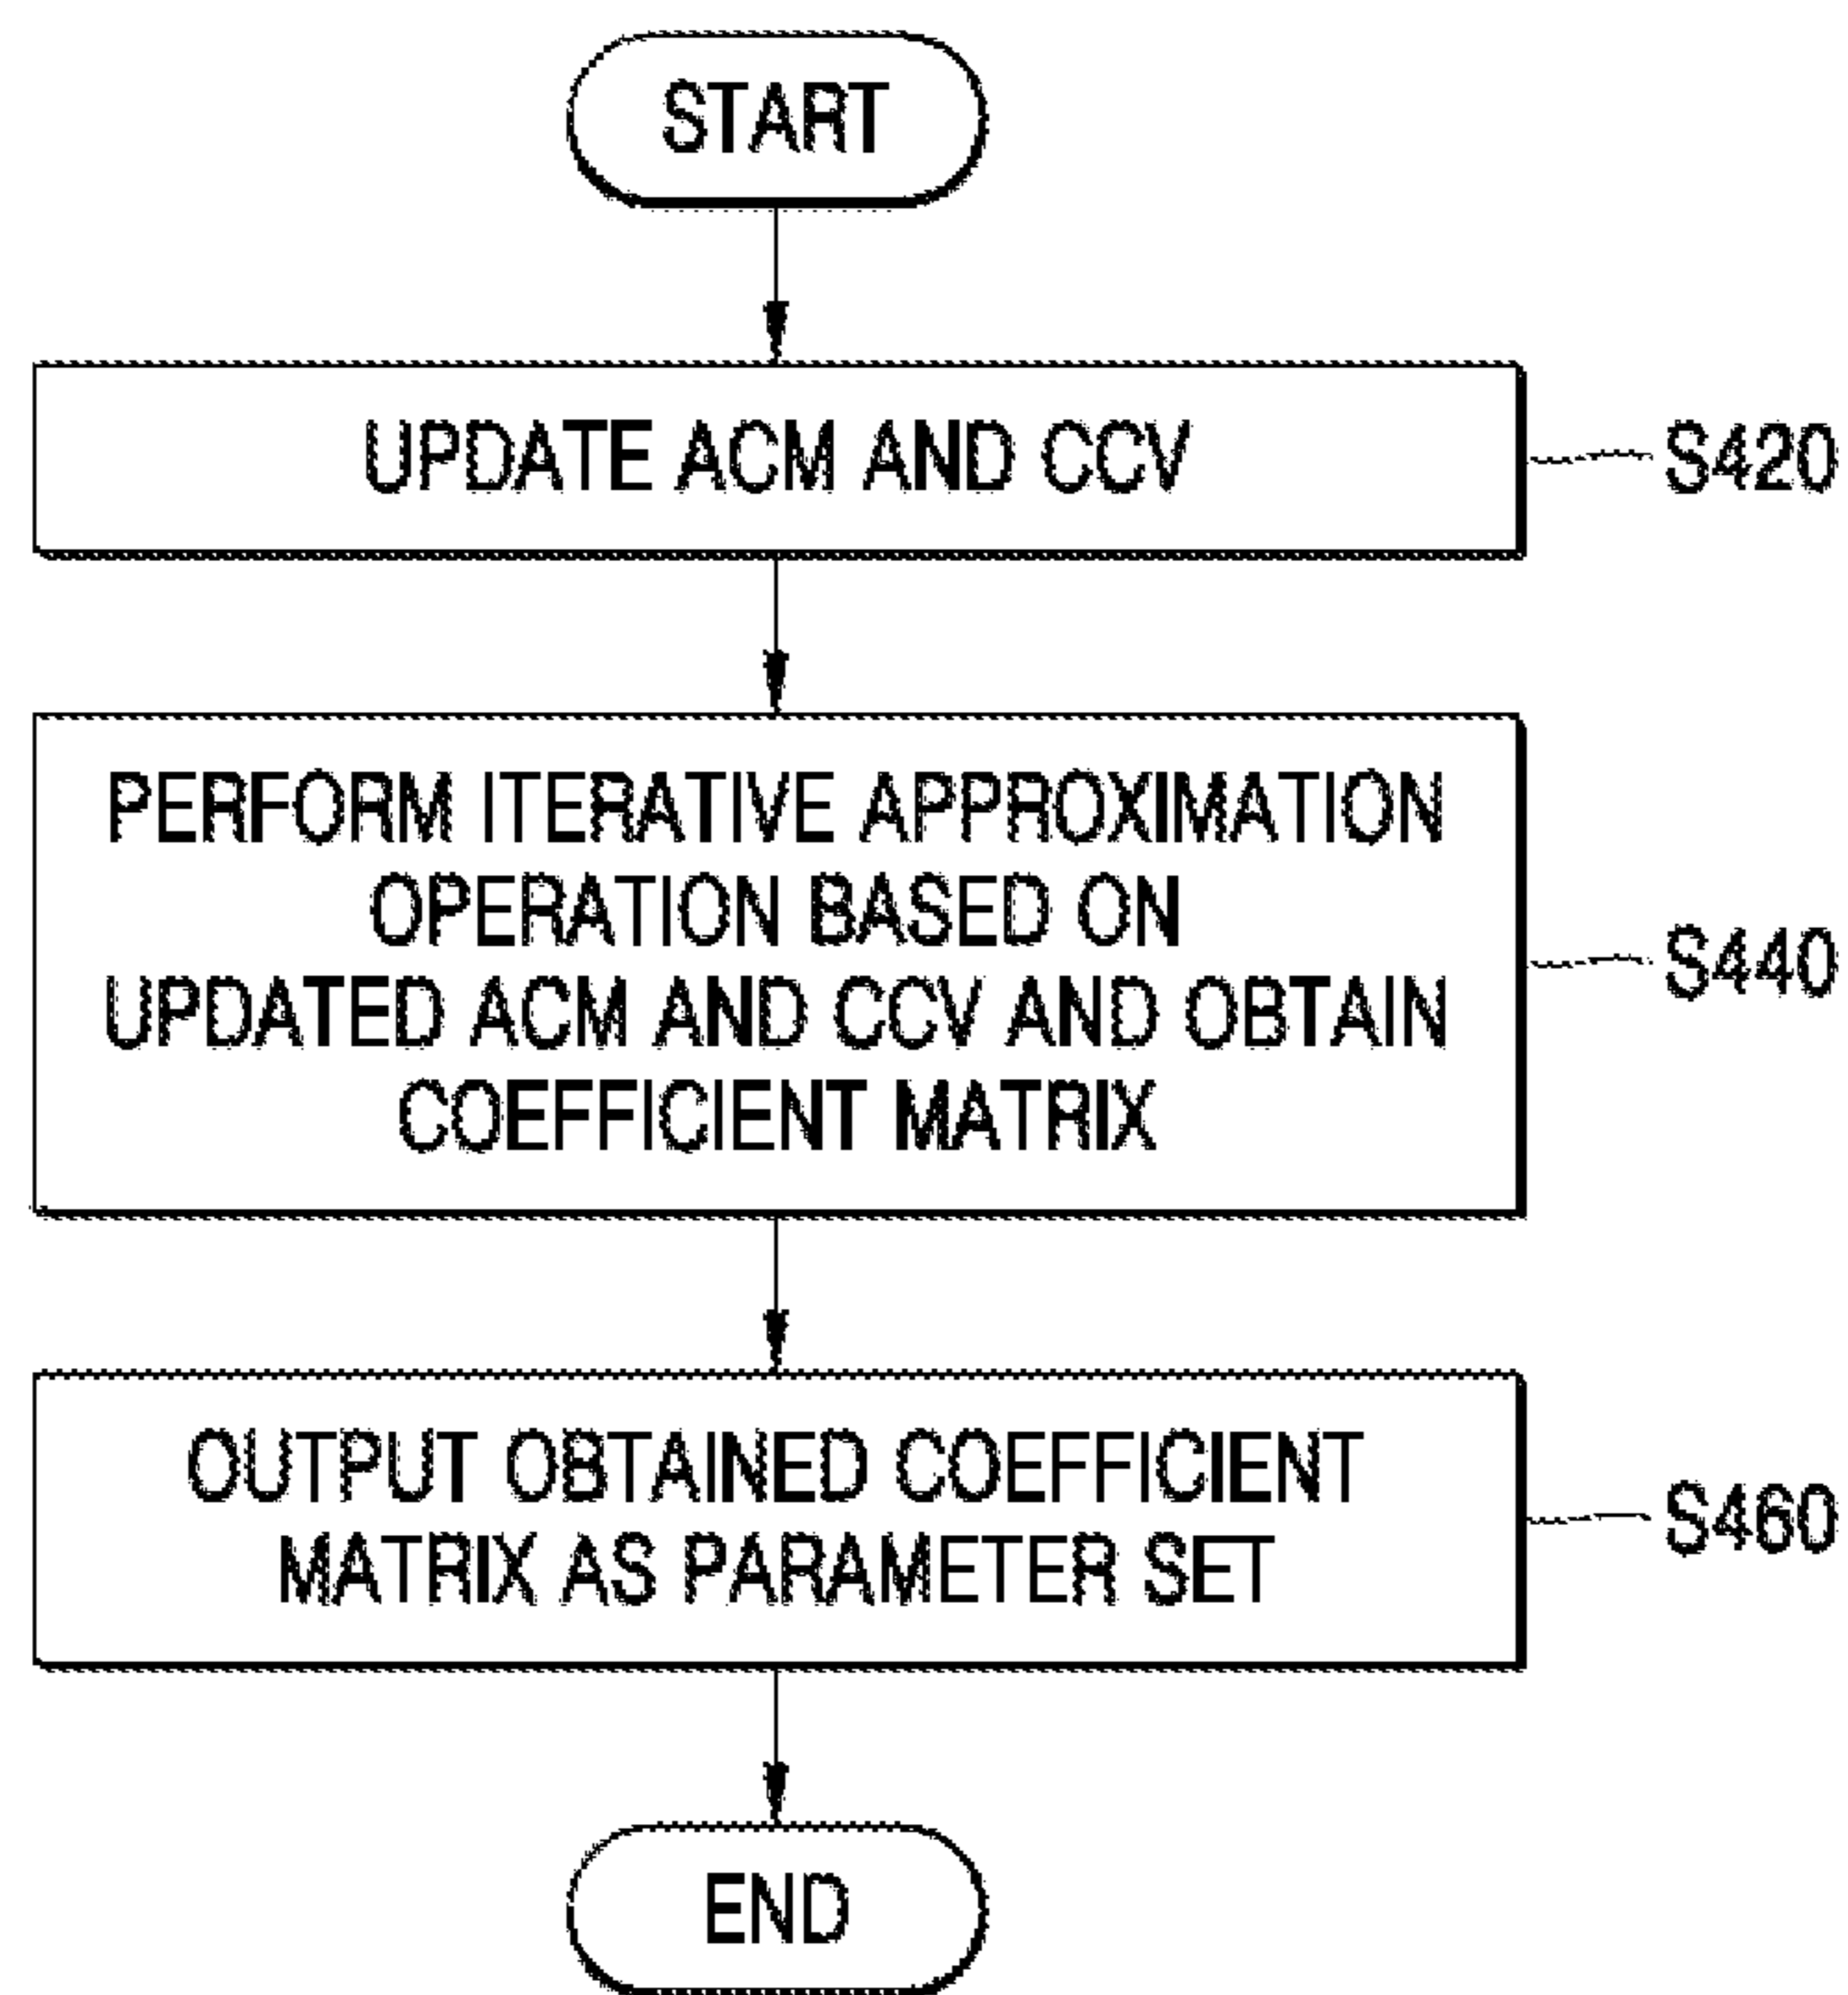 START
UPDATE ACM AND CCV
S420
PERFORM ITERATIVE APPROXIMATION
OPERATION BASED ON
UPDATED ACM AND CCV AND OBTAIN
COEFFICIENT MATRIX
S440
OUTPUT OBTAINED COEFFICIENT
MATRIX AS PARAMETER SET
S460
END